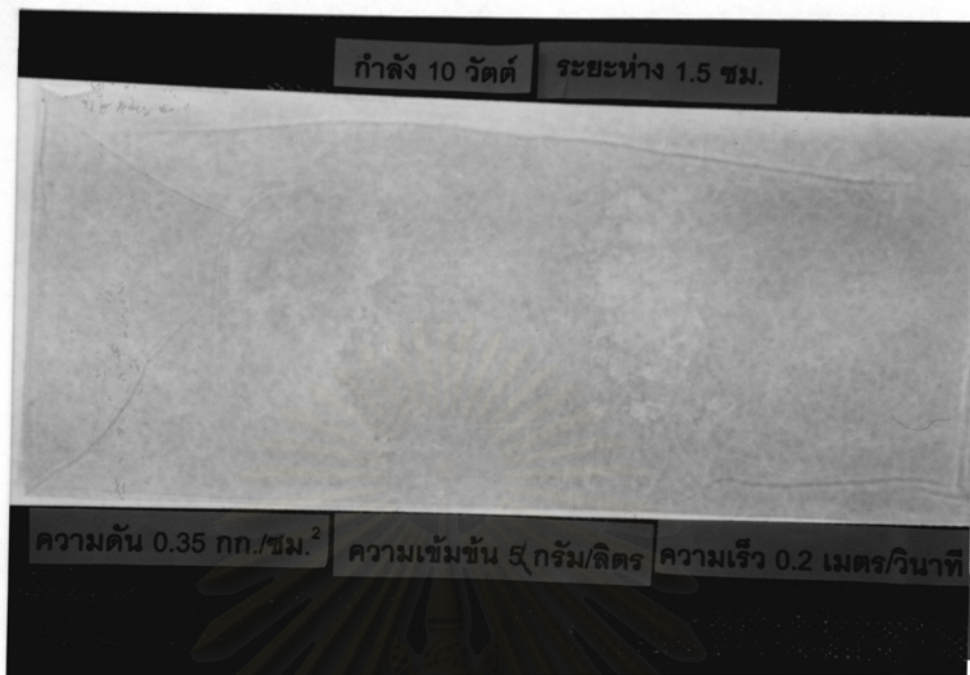 กำลัง 10 วัตต์ ระยะห่าง 1.5 ซม.
ความดัน 0.35 กก./ซม.²
ความเข้มข้น 5 กรัม/ลิตร
ความเร็ว 0.2 เมตร/วินาที